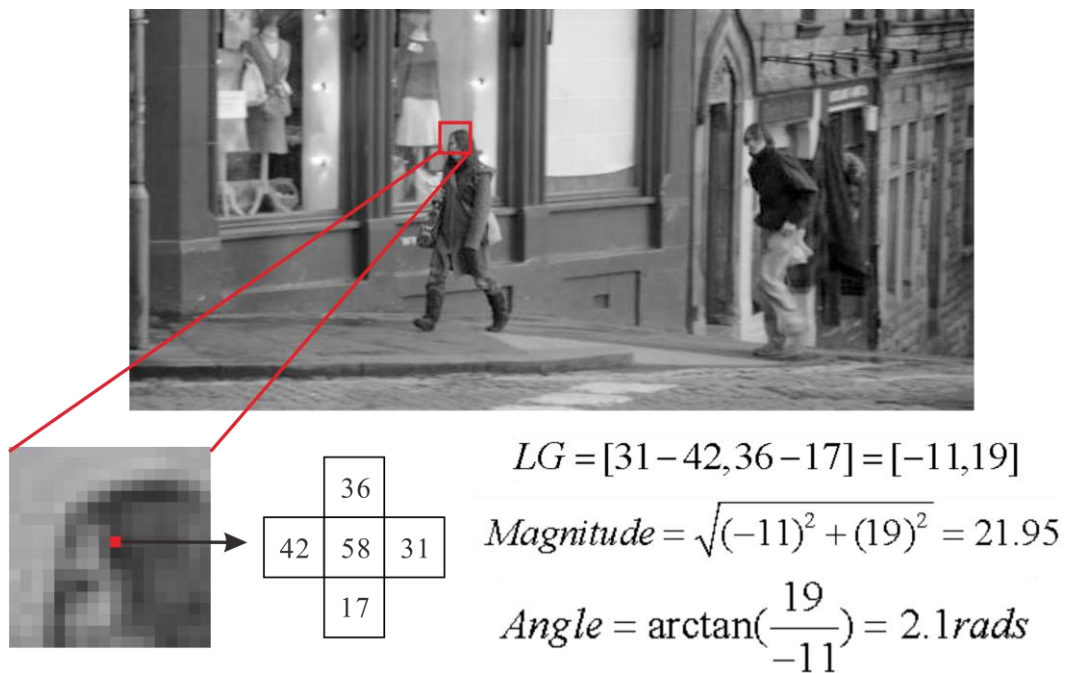 36
42 58 31
17
LG = [31 − 42, 36 − 17] = [−11, 19]
Magnitude = √((−11)² + (19)²) = 21.95
Angle = arctan(19/−11) = 2.1rads